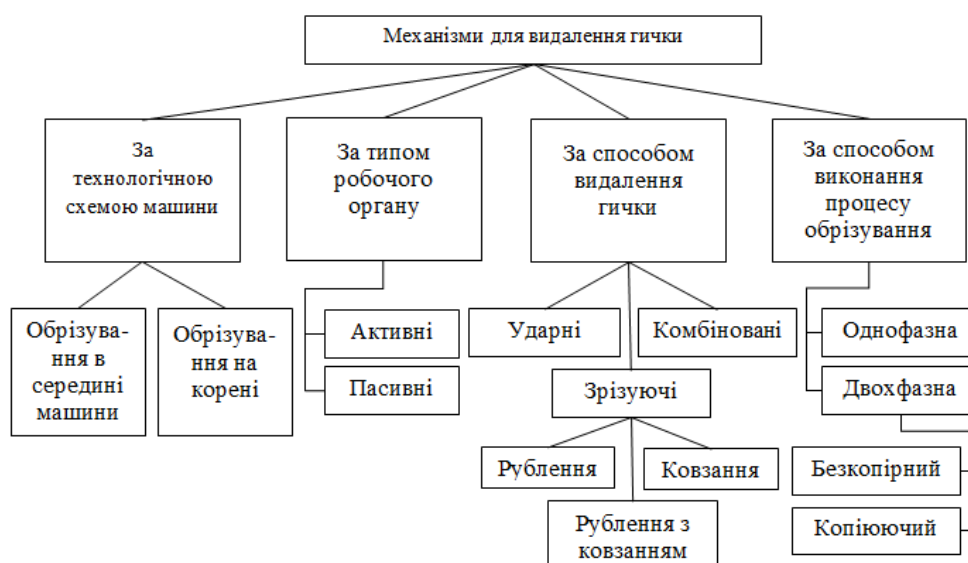 Механізми для видалення гички
За
технологічною
схемою машини
За типом
робочого
органу
За способом
видалення
гички
За способом
виконання
процесу
обрізування
Обрізува-
ння в
середині
машини
Обрізува-
ння на
корені
Активні
Пасивні
Ударні
Комбіновані
Зрізуючі
Рублення
Ковзання
Рублення з
ковзанням
Однофазна
Двохфазна
Безкопірний
Копіюючий